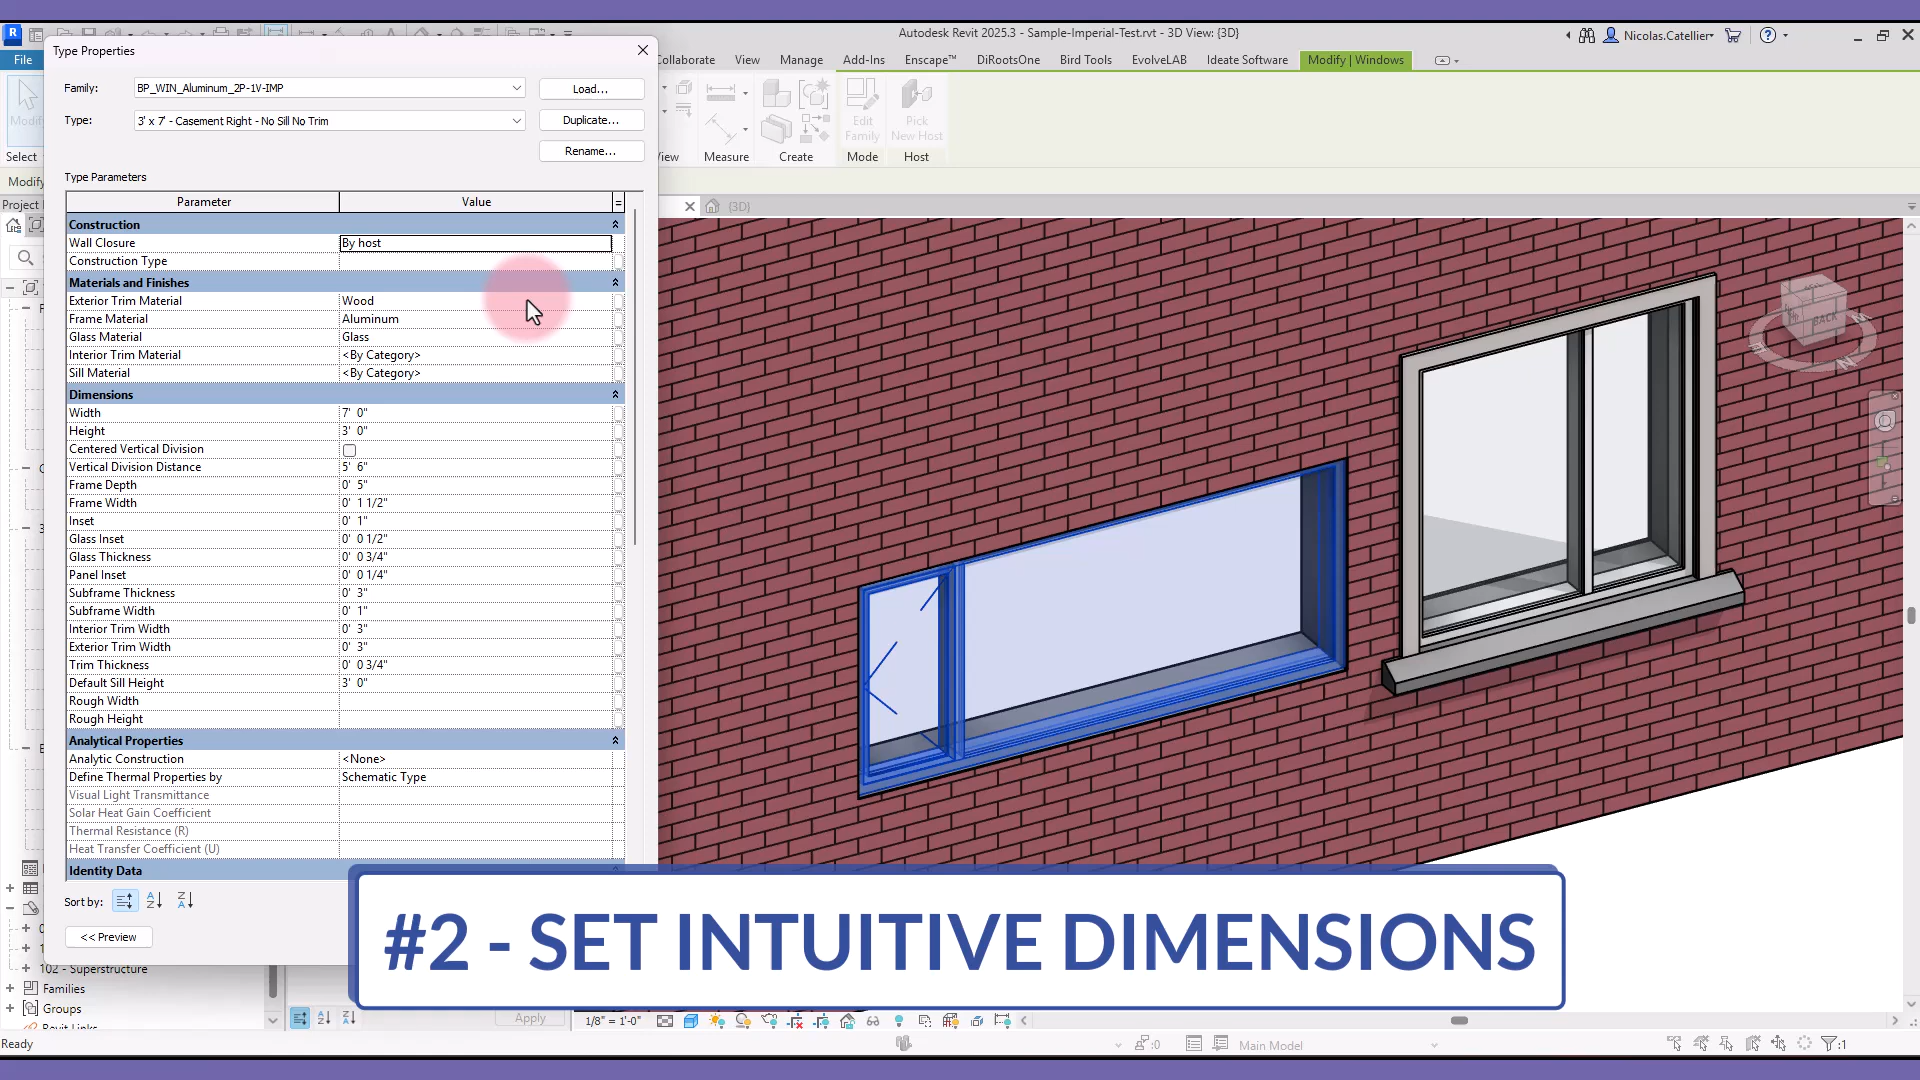 R
Autodesk Revit 2025.3 - Sample-Imperial-Test.rvt - 3D View: {3D}
Nicolas.Catellier
Type Properties
File
Collaborate
View
Manage
Add-Ins
Enscape™
DiRootsOne
Bird Tools
EvolveLAB
Ideate Software
Modify | Windows
Family:
BP_WIN_Aluminum_2P-1V-IMP
Load...
Type:
3' x 7' - Casement Right - No Sill No Trim
Duplicate...
Rename...
Modify
Edit
Family
Pick
New Host
Select
View
Measure
Create
Mode
Host
Type Parameters
Modify
Project
{3D}
Parameter
Value
=
Construction
Wall Closure
By host
Construction Type
Materials and Finishes
Exterior Trim Material
Wood
Frame Material
Aluminum
Glass Material
Glass
Interior Trim Material
<By Category>
Sill Material
<By Category>
Dimensions
Width
7' 0"
Height
3' 0"
Centered Vertical Division
Vertical Division Distance
5' 6"
Frame Depth
0' 5"
Frame Width
0' 1 1/2"
Inset
0' 1"
Glass Inset
0' 0 1/2"
Glass Thickness
0' 0 3/4"
Panel Inset
0' 0 1/4"
Subframe Thickness
0' 3"
Subframe Width
0' 1"
Interior Trim Width
0' 3"
Exterior Trim Width
0' 3"
Trim Thickness
0' 0 3/4"
Default Sill Height
3' 0"
Rough Width
Rough Height
Analytical Properties
Analytic Construction
<None>
Define Thermal Properties by
Schematic Type
Visual Light Transmittance
Solar Heat Gain Coefficient
Thermal Resistance (R)
Heat Transfer Coefficient (U)
Identity Data
BACK
Sort by:
<< Preview
#2 - SET INTUITIVE DIMENSIONS
102 - Superstructure
Families
Groups
Revit Links
Apply
1/8" = 1'-0"
Ready
:0
Main Model
:1